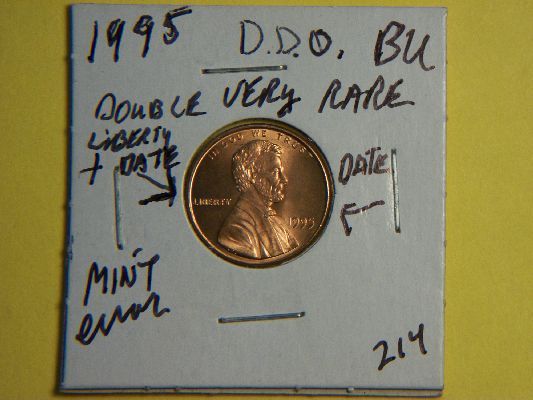 1995 D.D.O. BU
DOUBLE VERY RARE
LIBERTY
+ DATE
DATE
IN GOD WE TRUST
LIBERTY
1995
MINT
error
214